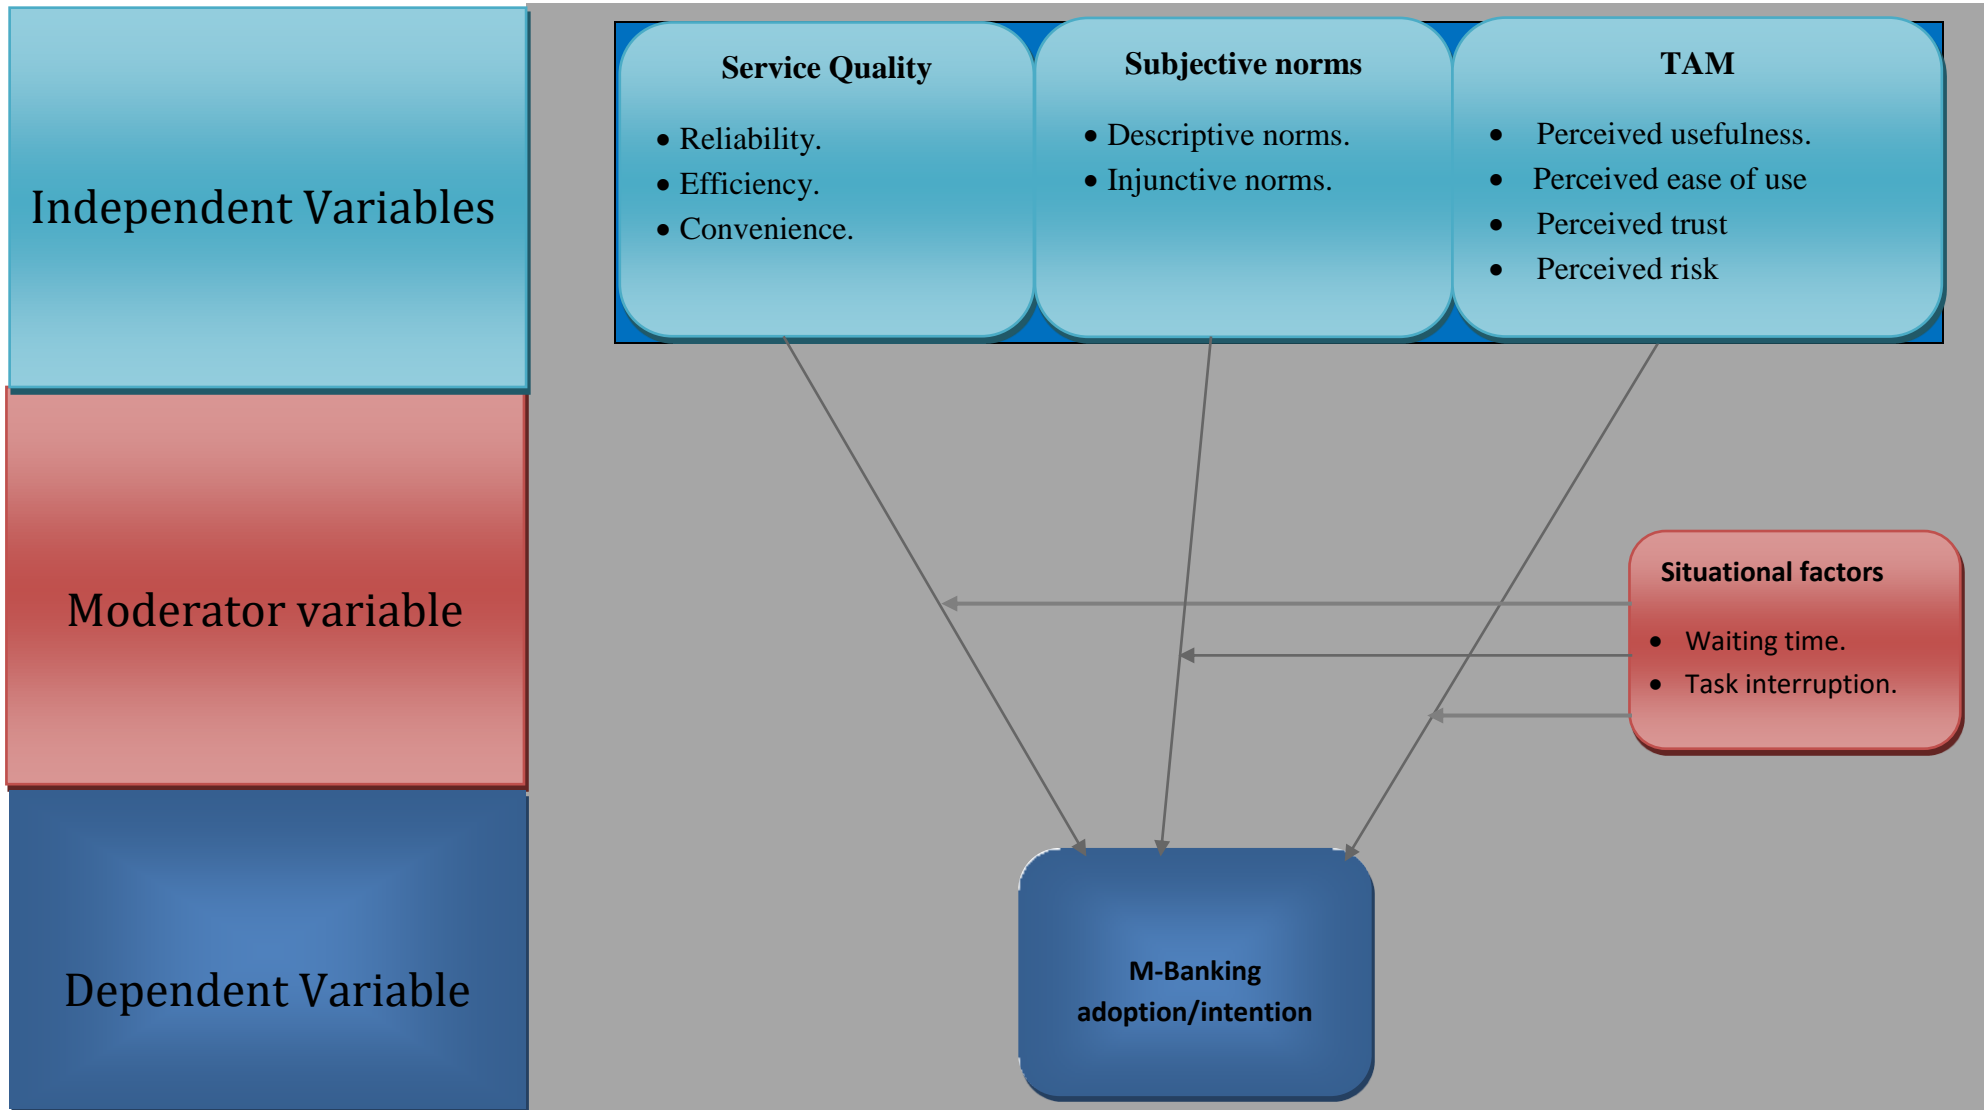 Independent Variables
Service Quality
• Reliability.
• Efficiency.
• Convenience.
Subjective norms
• Descriptive norms.
• Injunctive norms.
TAM
• Perceived usefulness.
• Perceived ease of use
• Perceived trust
• Perceived risk
Moderator variable
Situational factors
• Waiting time.
• Task interruption.
Dependent Variable
M-Banking
adoption/intention